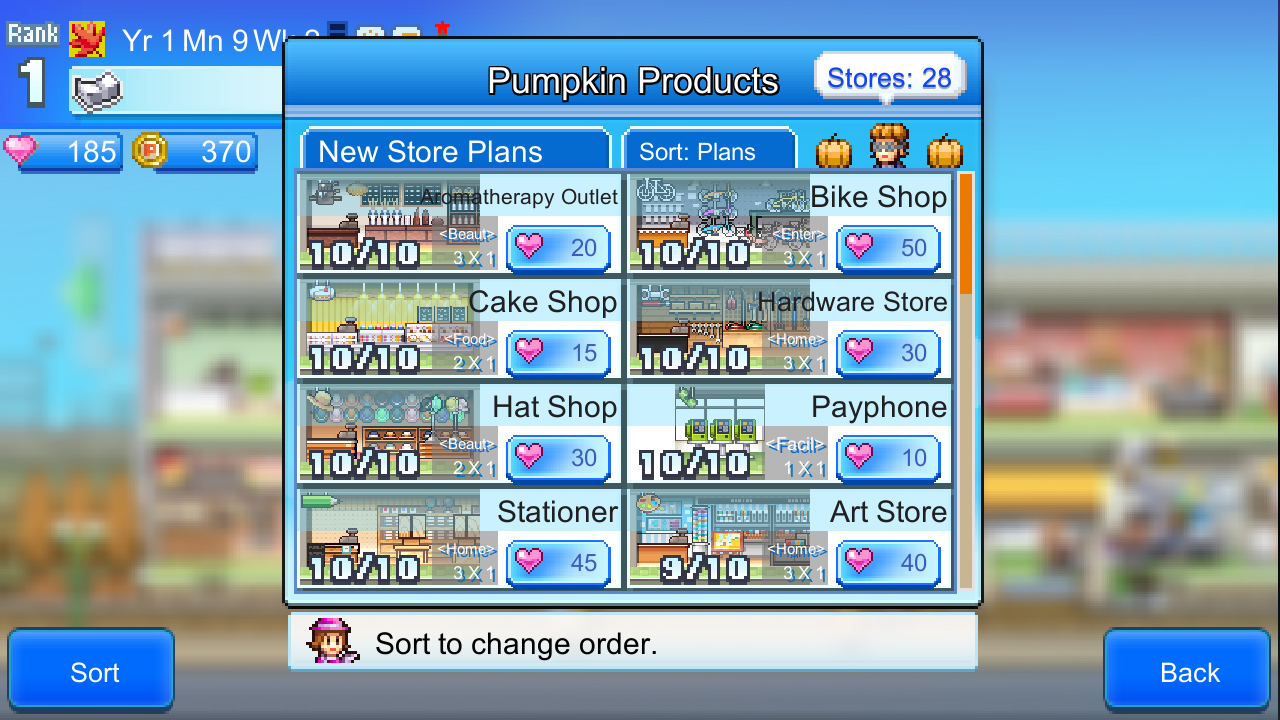 Rank
1
Yr 1 Mn 9 Wk
185
370
Pumpkin Products
Stores: 28
New Store Plans
Sort: Plans
Aromatherapy Outlet
10/10
<Beaut>
3 X 1
20
Bike Shop
10/10
<Enter>
3 X 1
50
Cake Shop
10/10
<Food>
2 X 1
15
Hardware Store
10/10
<Home>
3 X 1
30
Hat Shop
10/10
<Beaut>
2 X 1
30
Payphone
10/10
<Facil>
1 X 1
10
Stationer
10/10
<Home>
3 X 1
45
Art Store
9/10
<Home>
3 X 1
40
Sort to change order.
Sort
Back